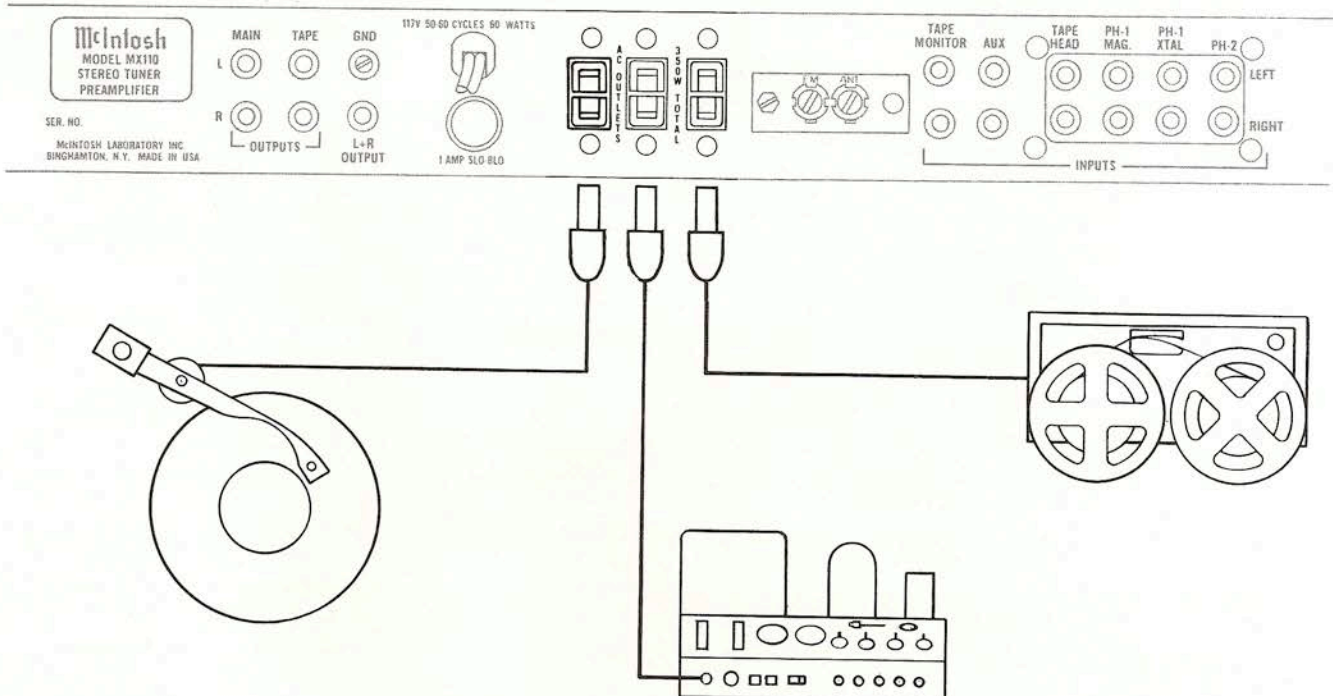 McIntosh
MODEL MX110
STEREO TUNER
PREAMPLIFIER
SER. NO.
McINTOSH LABORATORY INC
BINGHAMTON, N.Y. MADE IN USA
MAIN TAPE GND
L
R
OUTPUTS
L+R
OUTPUT
117V 50-60 CYCLES 60 WATTS
1 AMP SLO-BLO
AC OUTLETS
350W TOTAL
FM ANT
TAPE
MONITOR
AUX
TAPE
HEAD
PH-1
MAG.
PH-1
XTAL
PH-2
LEFT
RIGHT
INPUTS